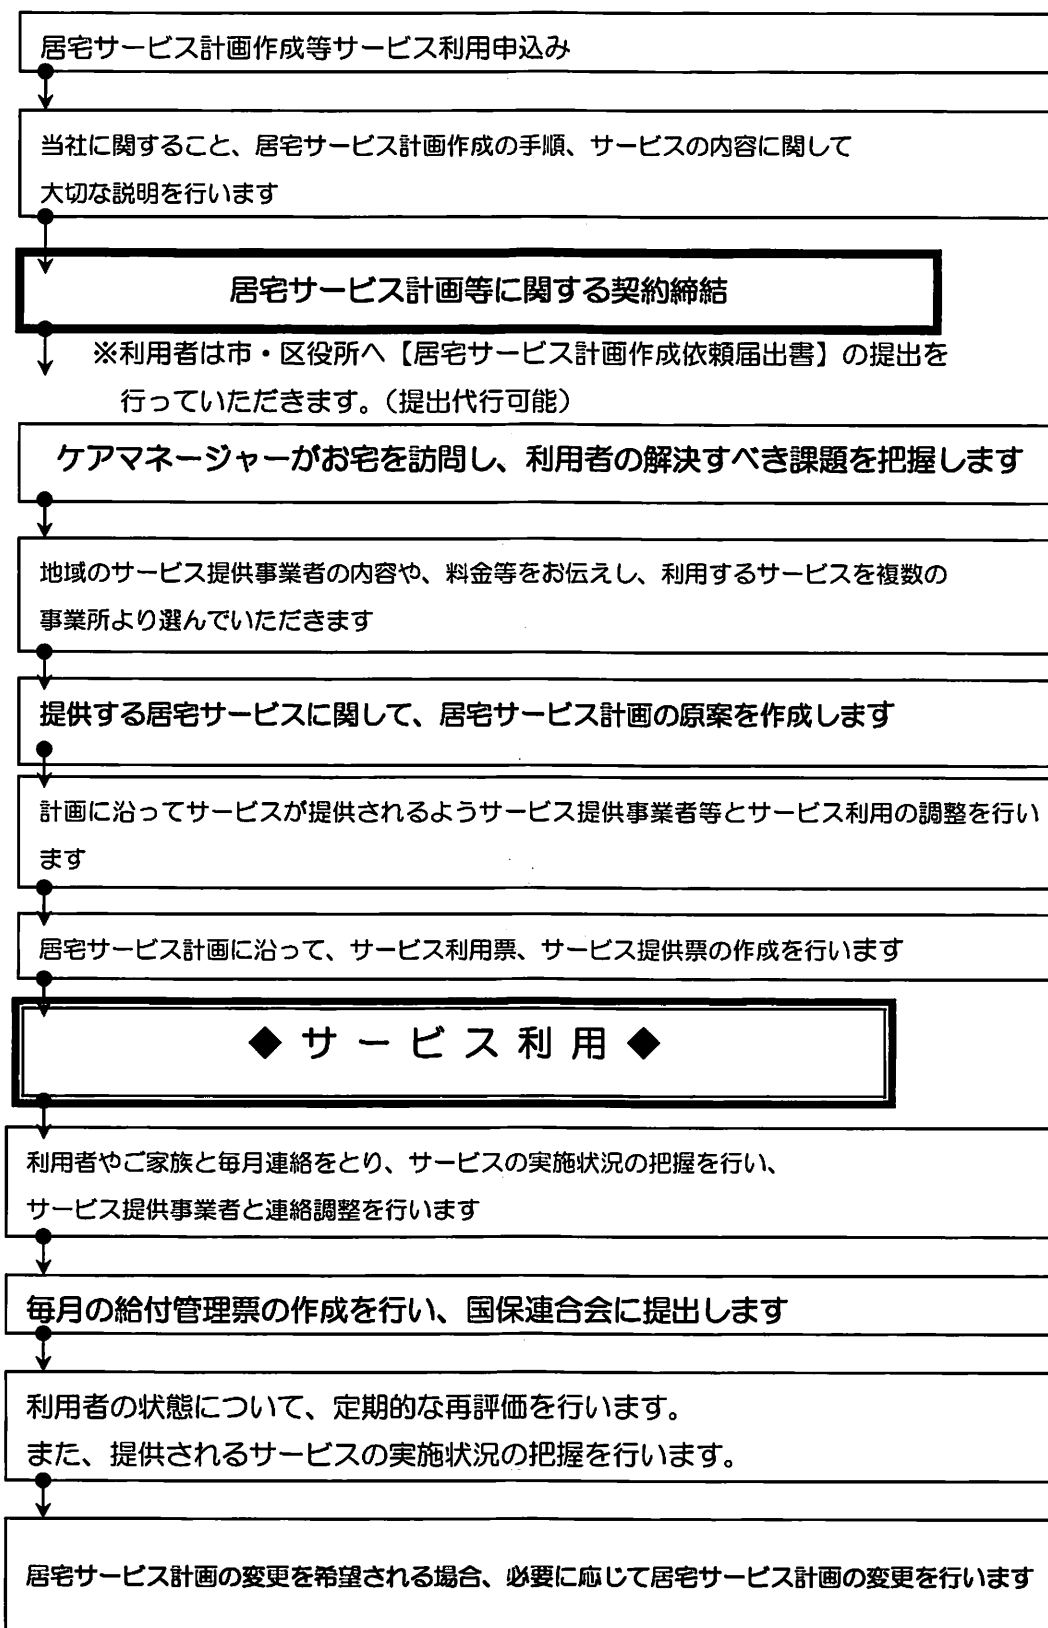 居宅サービス計画作成等サービス利用申込み
当社に関すること、居宅サービス計画作成の手順、サービスの内容に関して
大切な説明を行います
居宅サービス計画等に関する契約締結
※利用者は市・区役所へ【居宅サービス計画作成依頼届出書】の提出を
行っていただきます。（提出代行可能）
ケアマネージャーがお宅を訪問し、利用者の解決すべき課題を把握します
地域のサービス提供事業者の内容や、料金等をお伝えし、利用するサービスを複数の
事業所より選んでいただきます
提供する居宅サービスに関して、居宅サービス計画の原案を作成します
計画に沿ってサービスが提供されるようサービス提供事業者等とサービス利用の調整を行い
ます
居宅サービス計画に沿って、サービス利用票、サービス提供票の作成を行います
◆サービス利用◆
利用者やご家族と毎月連絡をとり、サービスの実施状況の把握を行い、
サービス提供事業者と連絡調整を行います
毎月の給付管理票の作成を行い、国保連合会に提出します
利用者の状態について、定期的な再評価を行います。
また、提供されるサービスの実施状況の把握を行います。
居宅サービス計画の変更を希望される場合、必要に応じて居宅サービス計画の変更を行います